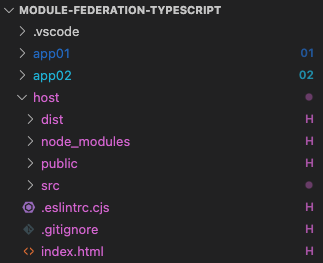 MODULE-FEDERATION-TYPESCRIPT
.vscode
app01 01
app02 02
host
dist H
node_modules H
public H
src
.eslintrc.cjs H
.gitignore H
index.html H